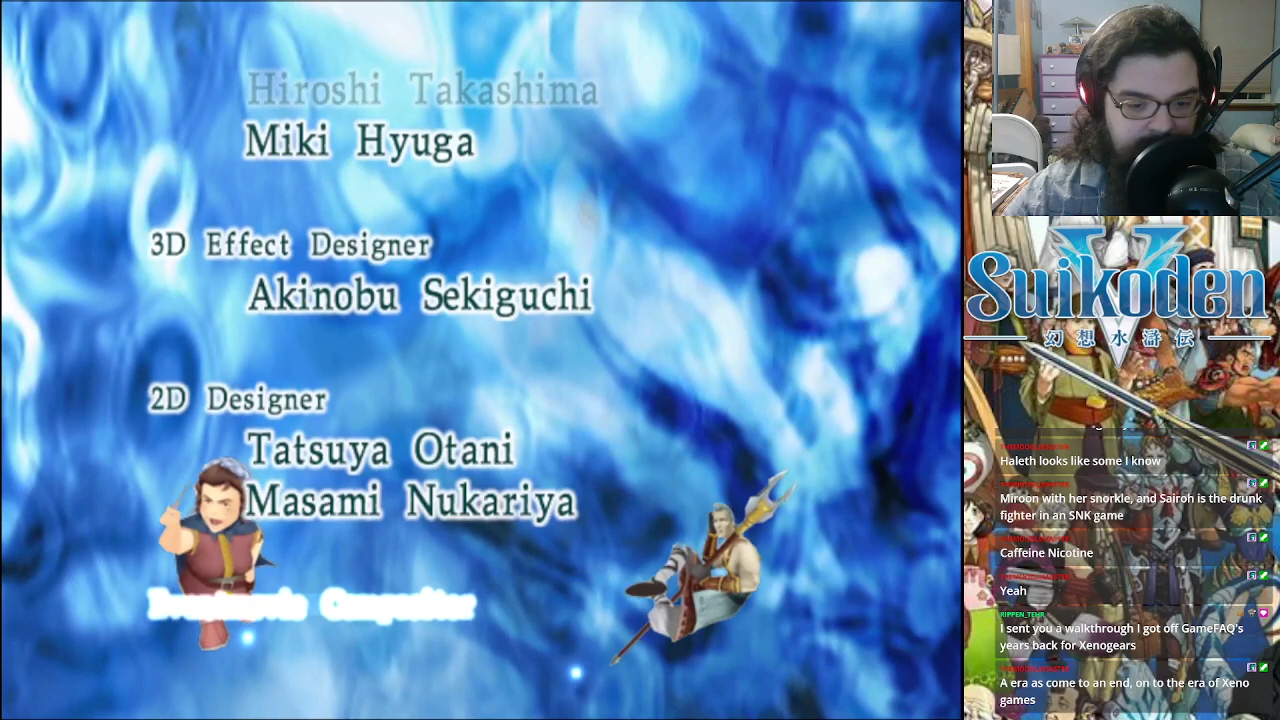 Hiroshi Takashima
Miki Hyuga
3D Effect Designer
Akinobu Sekiguchi
2D Designer
Tatsuya Otani
Masami Nukariya
Suikoden V
幻想水滸伝
Haleth looks like some I know
Miroon with her snorkle, and Sairoh is the drunk
fighter in an SNK game
Caffeine Nicotine
Yeah
RIPPEN_TEHR
I sent you a walkthrough I got off GameFAQ's
years back for Xenogears
A era as come to an end, on to the era of Xeno
games